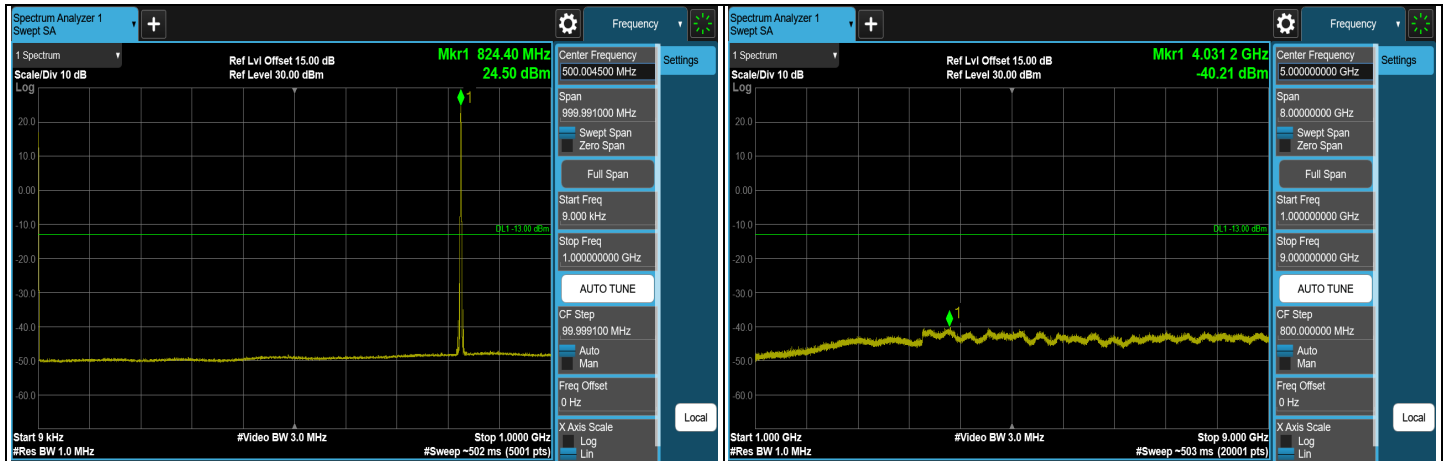 Spectrum Analyzer 1
Swept SA
+
Frequency
1 Spectrum
Scale/Div 10 dB
Ref Lvl Offset 15.00 dB
Ref Level 30.00 dBm
Mkr1 824.40 MHz
24.50 dBm
Log
1
20.0
10.0
0.00
-10.0
DL1 -13.00 dBm
-20.0
-30.0
-40.0
-50.0
-60.0
Start 9 kHz
#Video BW 3.0 MHz
Stop 1.0000 GHz
#Res BW 1.0 MHz
#Sweep ~502 ms (5001 pts)
Center Frequency
500.004500 MHz
Settings
Span
999.991000 MHz
Swept Span
Zero Span
Full Span
Start Freq
9.000 kHz
Stop Freq
1.000000000 GHz
AUTO TUNE
CF Step
99.999100 MHz
Auto
Man
Freq Offset
0 Hz
Local
X Axis Scale
Log
Lin
Spectrum Analyzer 1
Swept SA
+
Frequency
1 Spectrum
Scale/Div 10 dB
Ref Lvl Offset 15.00 dB
Ref Level 30.00 dBm
Mkr1 4.031 2 GHz
-40.21 dBm
Log
20.0
10.0
0.00
-10.0
DL1 -13.00 dBm
-20.0
-30.0
1
-40.0
-50.0
-60.0
Start 1.000 GHz
#Video BW 3.0 MHz
Stop 9.000 GHz
#Res BW 1.0 MHz
#Sweep ~503 ms (20001 pts)
Center Frequency
5.000000000 GHz
Settings
Span
8.00000000 GHz
Swept Span
Zero Span
Full Span
Start Freq
1.000000000 GHz
Stop Freq
9.000000000 GHz
AUTO TUNE
CF Step
800.000000 MHz
Auto
Man
Freq Offset
0 Hz
Local
X Axis Scale
Log
Lin